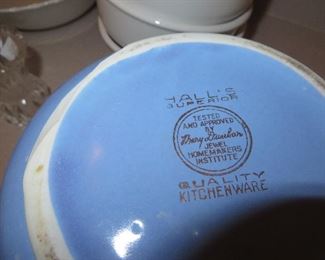 HALL'S
SUPERIOR
TESTED
AND APPROVED
BY
Mary Dunbar
JEWEL
HOMEMAKERS
INSTITUTE
QUALITY
KITCHENWARE